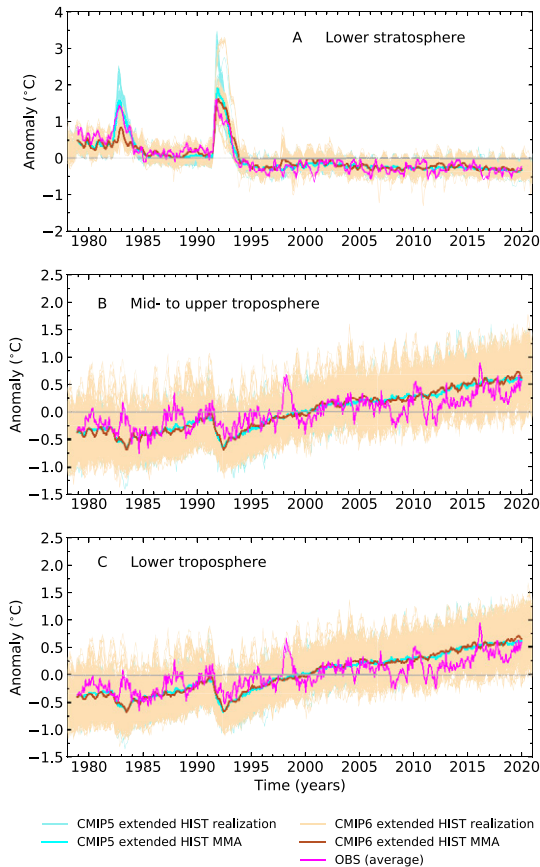 A Lower stratosphere
Anomaly (°C)
4
3
2
1
0
−1
−2
1980 1985 1990 1995 2000 2005 2010 2015 2020
B Mid- to upper troposphere
Anomaly (°C)
2.5
2.0
1.5
1.0
0.5
0.0
−0.5
−1.0
−1.5
1980 1985 1990 1995 2000 2005 2010 2015 2020
C Lower troposphere
Anomaly (°C)
2.5
2.0
1.5
1.0
0.5
0.0
−0.5
−1.0
−1.5
1980 1985 1990 1995 2000 2005 2010 2015 2020
Time (years)
CMIP5 extended HIST realization
CMIP5 extended HIST MMA
CMIP6 extended HIST realization
CMIP6 extended HIST MMA
OBS (average)